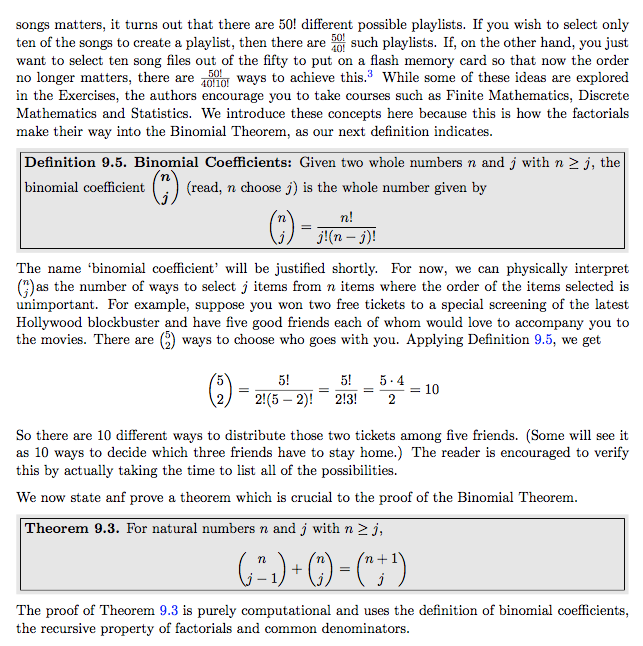 songs matters, it turns out that there are 50! different possible playlists. If you wish to select only
ten of the songs to create a playlist, then there are 50!/40! such playlists. If, on the other hand, you just
want to select ten song files out of the fifty to put on a flash memory card so that now the order
no longer matters, there are 50!/40!10! ways to achieve this.³ While some of these ideas are explored
in the Exercises, the authors encourage you to take courses such as Finite Mathematics, Discrete
Mathematics and Statistics. We introduce these concepts here because this is how the factorials
make their way into the Binomial Theorem, as our next definition indicates.
Definition 9.5. Binomial Coefficients: Given two whole numbers n and j with n ≥ j, the
binomial coefficient (n j) (read, n choose j) is the whole number given by
(n j) = n!/j!(n − j)!
The name ‘binomial coefficient’ will be justified shortly. For now, we can physically interpret
(n j)as the number of ways to select j items from n items where the order of the items selected is
unimportant. For example, suppose you won two free tickets to a special screening of the latest
Hollywood blockbuster and have five good friends each of whom would love to accompany you to
the movies. There are (5 2) ways to choose who goes with you. Applying Definition 9.5, we get
(5 2) = 5!/2!(5 − 2)! = 5!/2!3! = 5 · 4/2 = 10
So there are 10 different ways to distribute those two tickets among five friends. (Some will see it
as 10 ways to decide which three friends have to stay home.) The reader is encouraged to verify
this by actually taking the time to list all of the possibilities.
We now state anf prove a theorem which is crucial to the proof of the Binomial Theorem.
Theorem 9.3. For natural numbers n and j with n ≥ j,
(n j − 1) + (n j) = (n + 1 j)
The proof of Theorem 9.3 is purely computational and uses the definition of binomial coefficients,
the recursive property of factorials and common denominators.